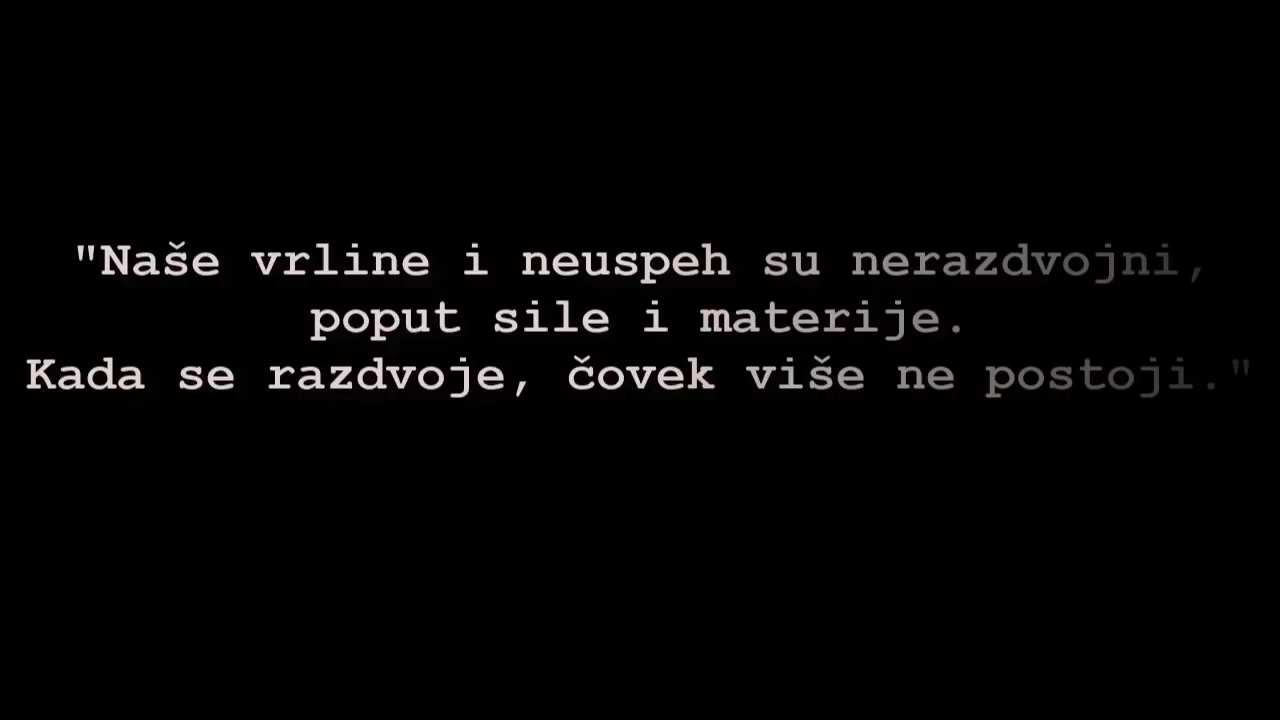 "Naše vrline i neuspeh su nerazdvojni,
poput sile i materije.
Kada se razdvoje, čovek više ne postoji."